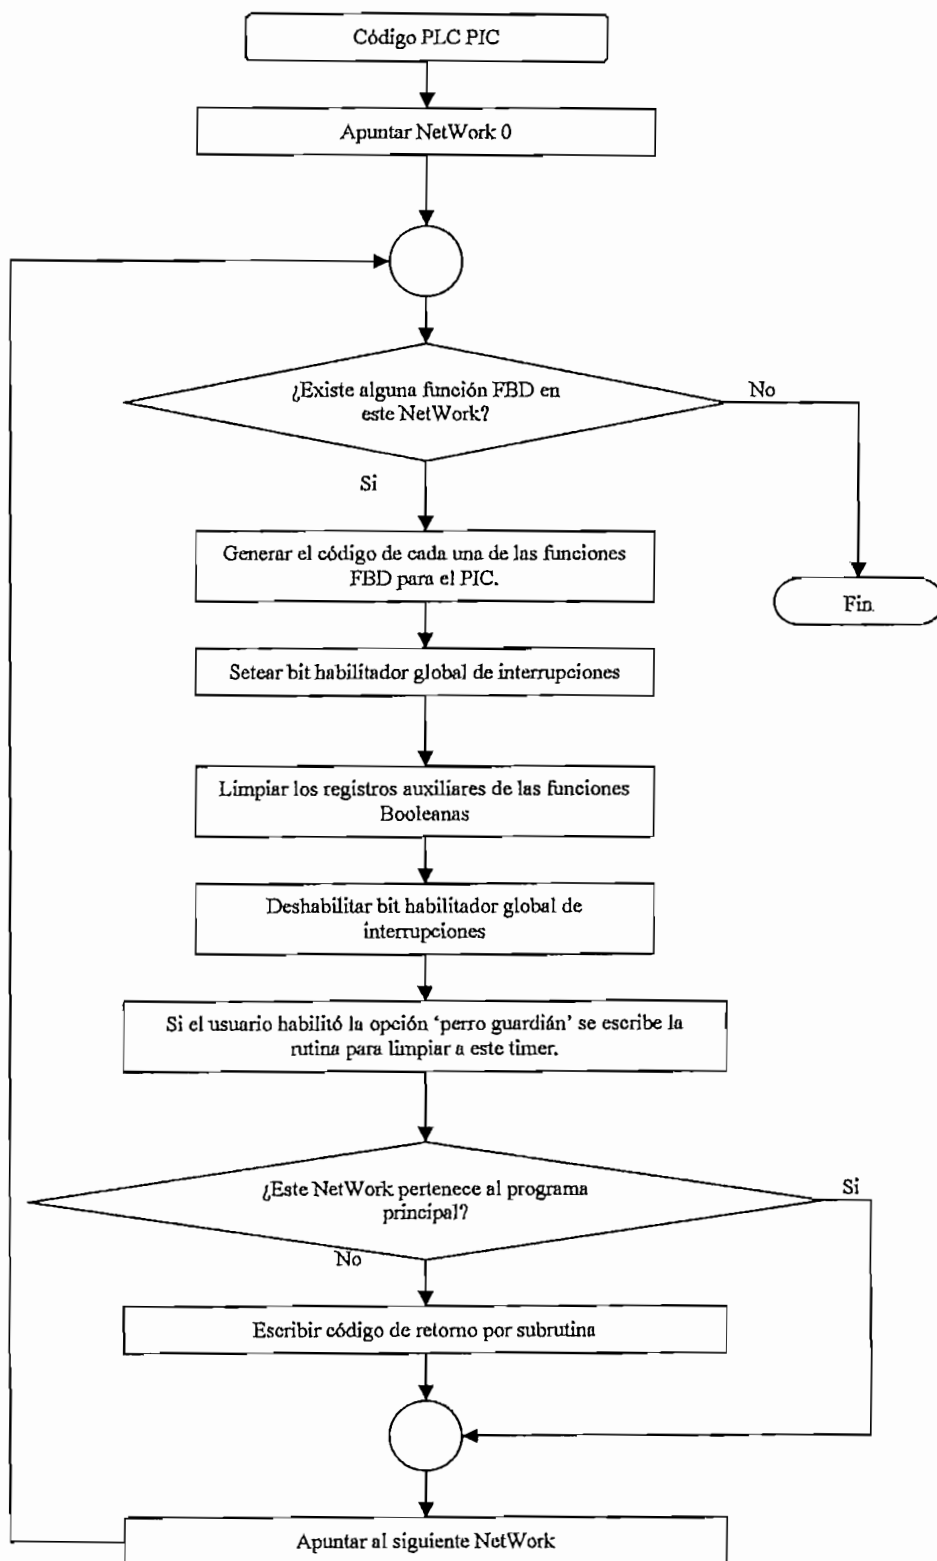 Código PLC PIC
Apuntar NetWork 0
¿Existe alguna función FBD en
este NetWork?
No
Si
Generar el código de cada una de las funciones
FBD para el PIC.
Fin.
Setear bit habilitador global de interrupciones
Limpiar los registros auxiliares de las funciones
Booleanas
Deshabilitar bit habilitador global de
interrupciones
Si el usuario habilitó la opción ‘perro guardián’ se escribe la
rutina para limpiar a este timer.
¿Este NetWork pertenece al programa
principal?
Si
No
Escribir código de retorno por subrutina
Apuntar al siguiente NetWork